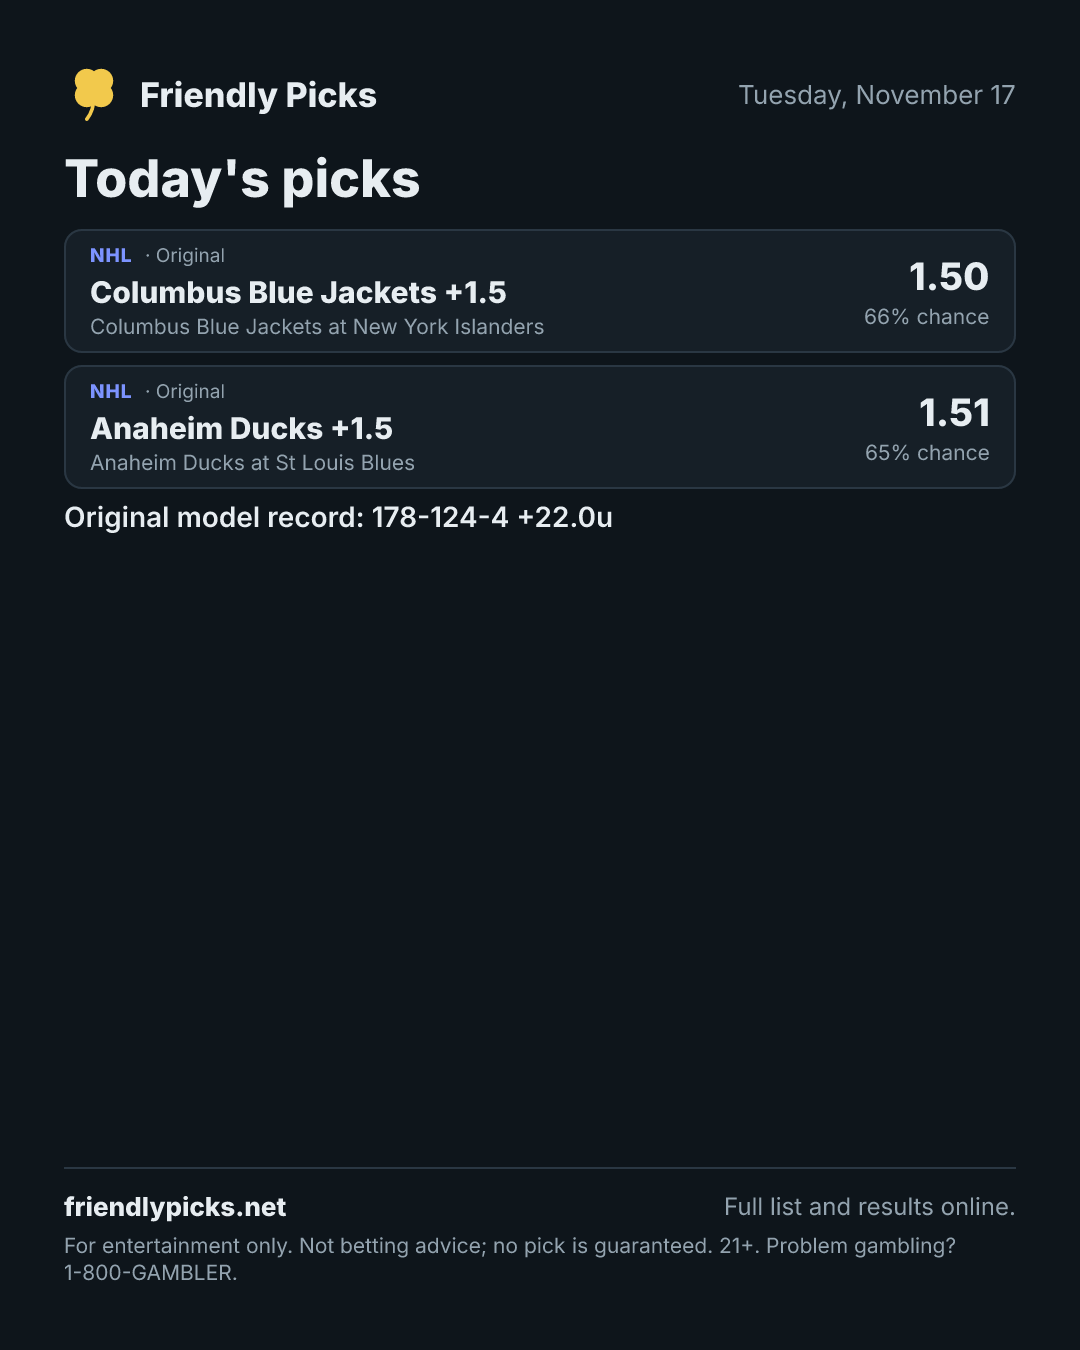 Friendly Picks
Tuesday, November 17
Today's picks
NHL · Original
Columbus Blue Jackets +1.5
Columbus Blue Jackets at New York Islanders
1.50
66% chance
NHL · Original
Anaheim Ducks +1.5
Anaheim Ducks at St Louis Blues
1.51
65% chance
Original model record: 178-124-4 +22.0u
friendlypicks.net
Full list and results online.
For entertainment only. Not betting advice; no pick is guaranteed. 21+. Problem gambling?
1-800-GAMBLER.